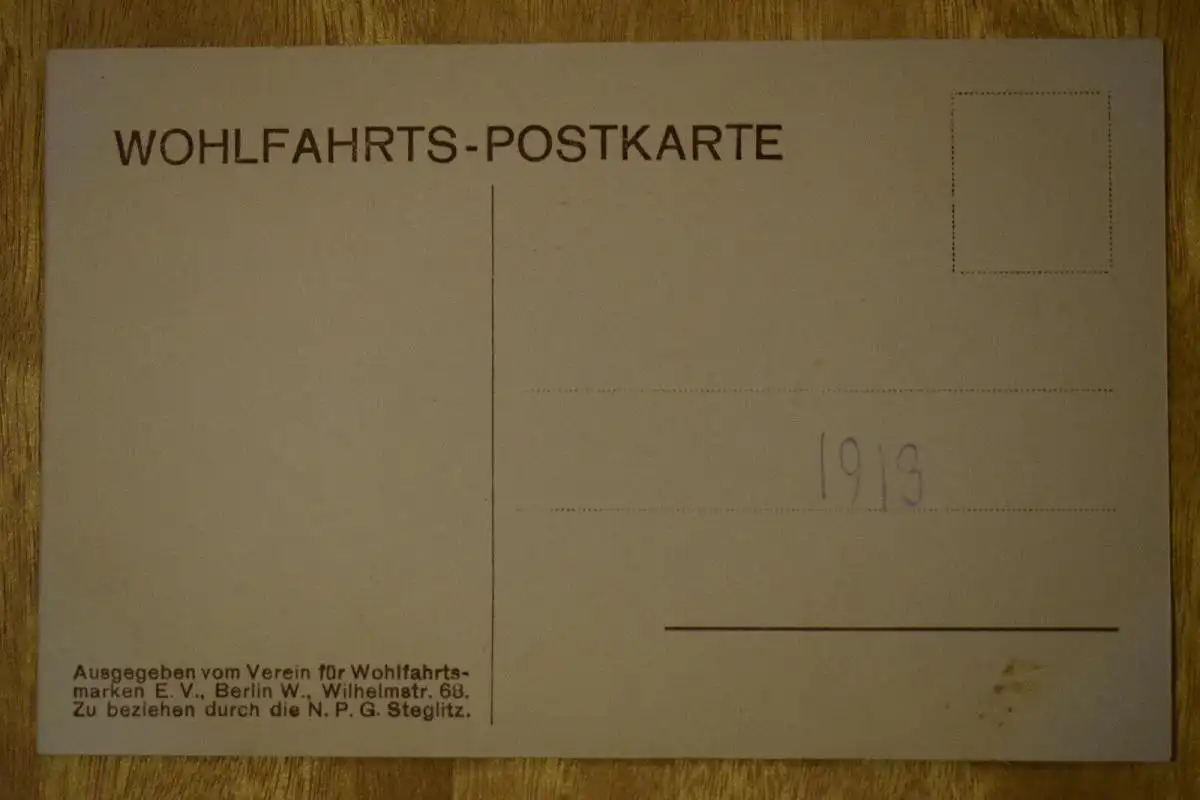 WOHLFAHRTS-POSTKARTE
1913
Ausgegeben vom Verein für Wohlfahrts-
marken E. V., Berlin W., Wilhelmstr. 68.
Zu beziehen durch die N. P. G. Steglitz.